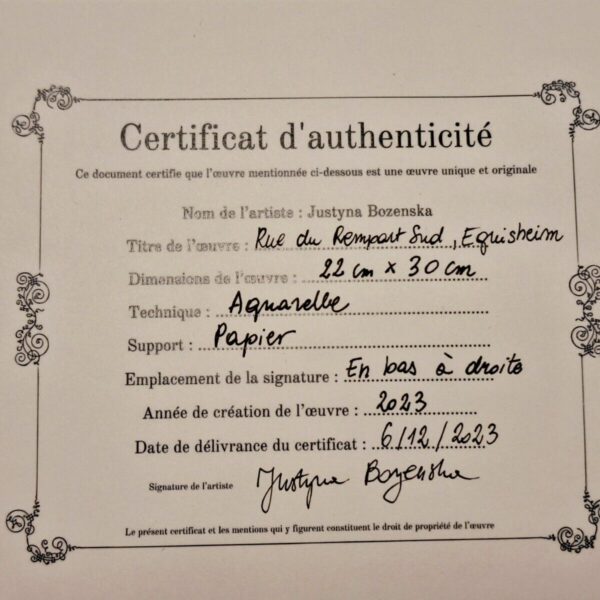 Certificat d'authenticité
Ce document certifie que l'œuvre mentionnée ci-dessous est une œuvre unique et originale
Nom de l'artiste : Justyna Bozenska
Titre de l'œuvre : Rue du Rempart Sud, Eguisheim
Dimensions de l'œuvre : 22 cm x 30 cm
Technique : Aquarelle
Support : Papier
Emplacement de la signature : En bas à droite
Année de création de l'œuvre : 2023
Date de délivrance du certificat : 6/12/2023
Signature de l'artiste Justyna Bozenska
Le présent certificat et les mentions qui y figurent constituent le droit de propriété de l'œuvre